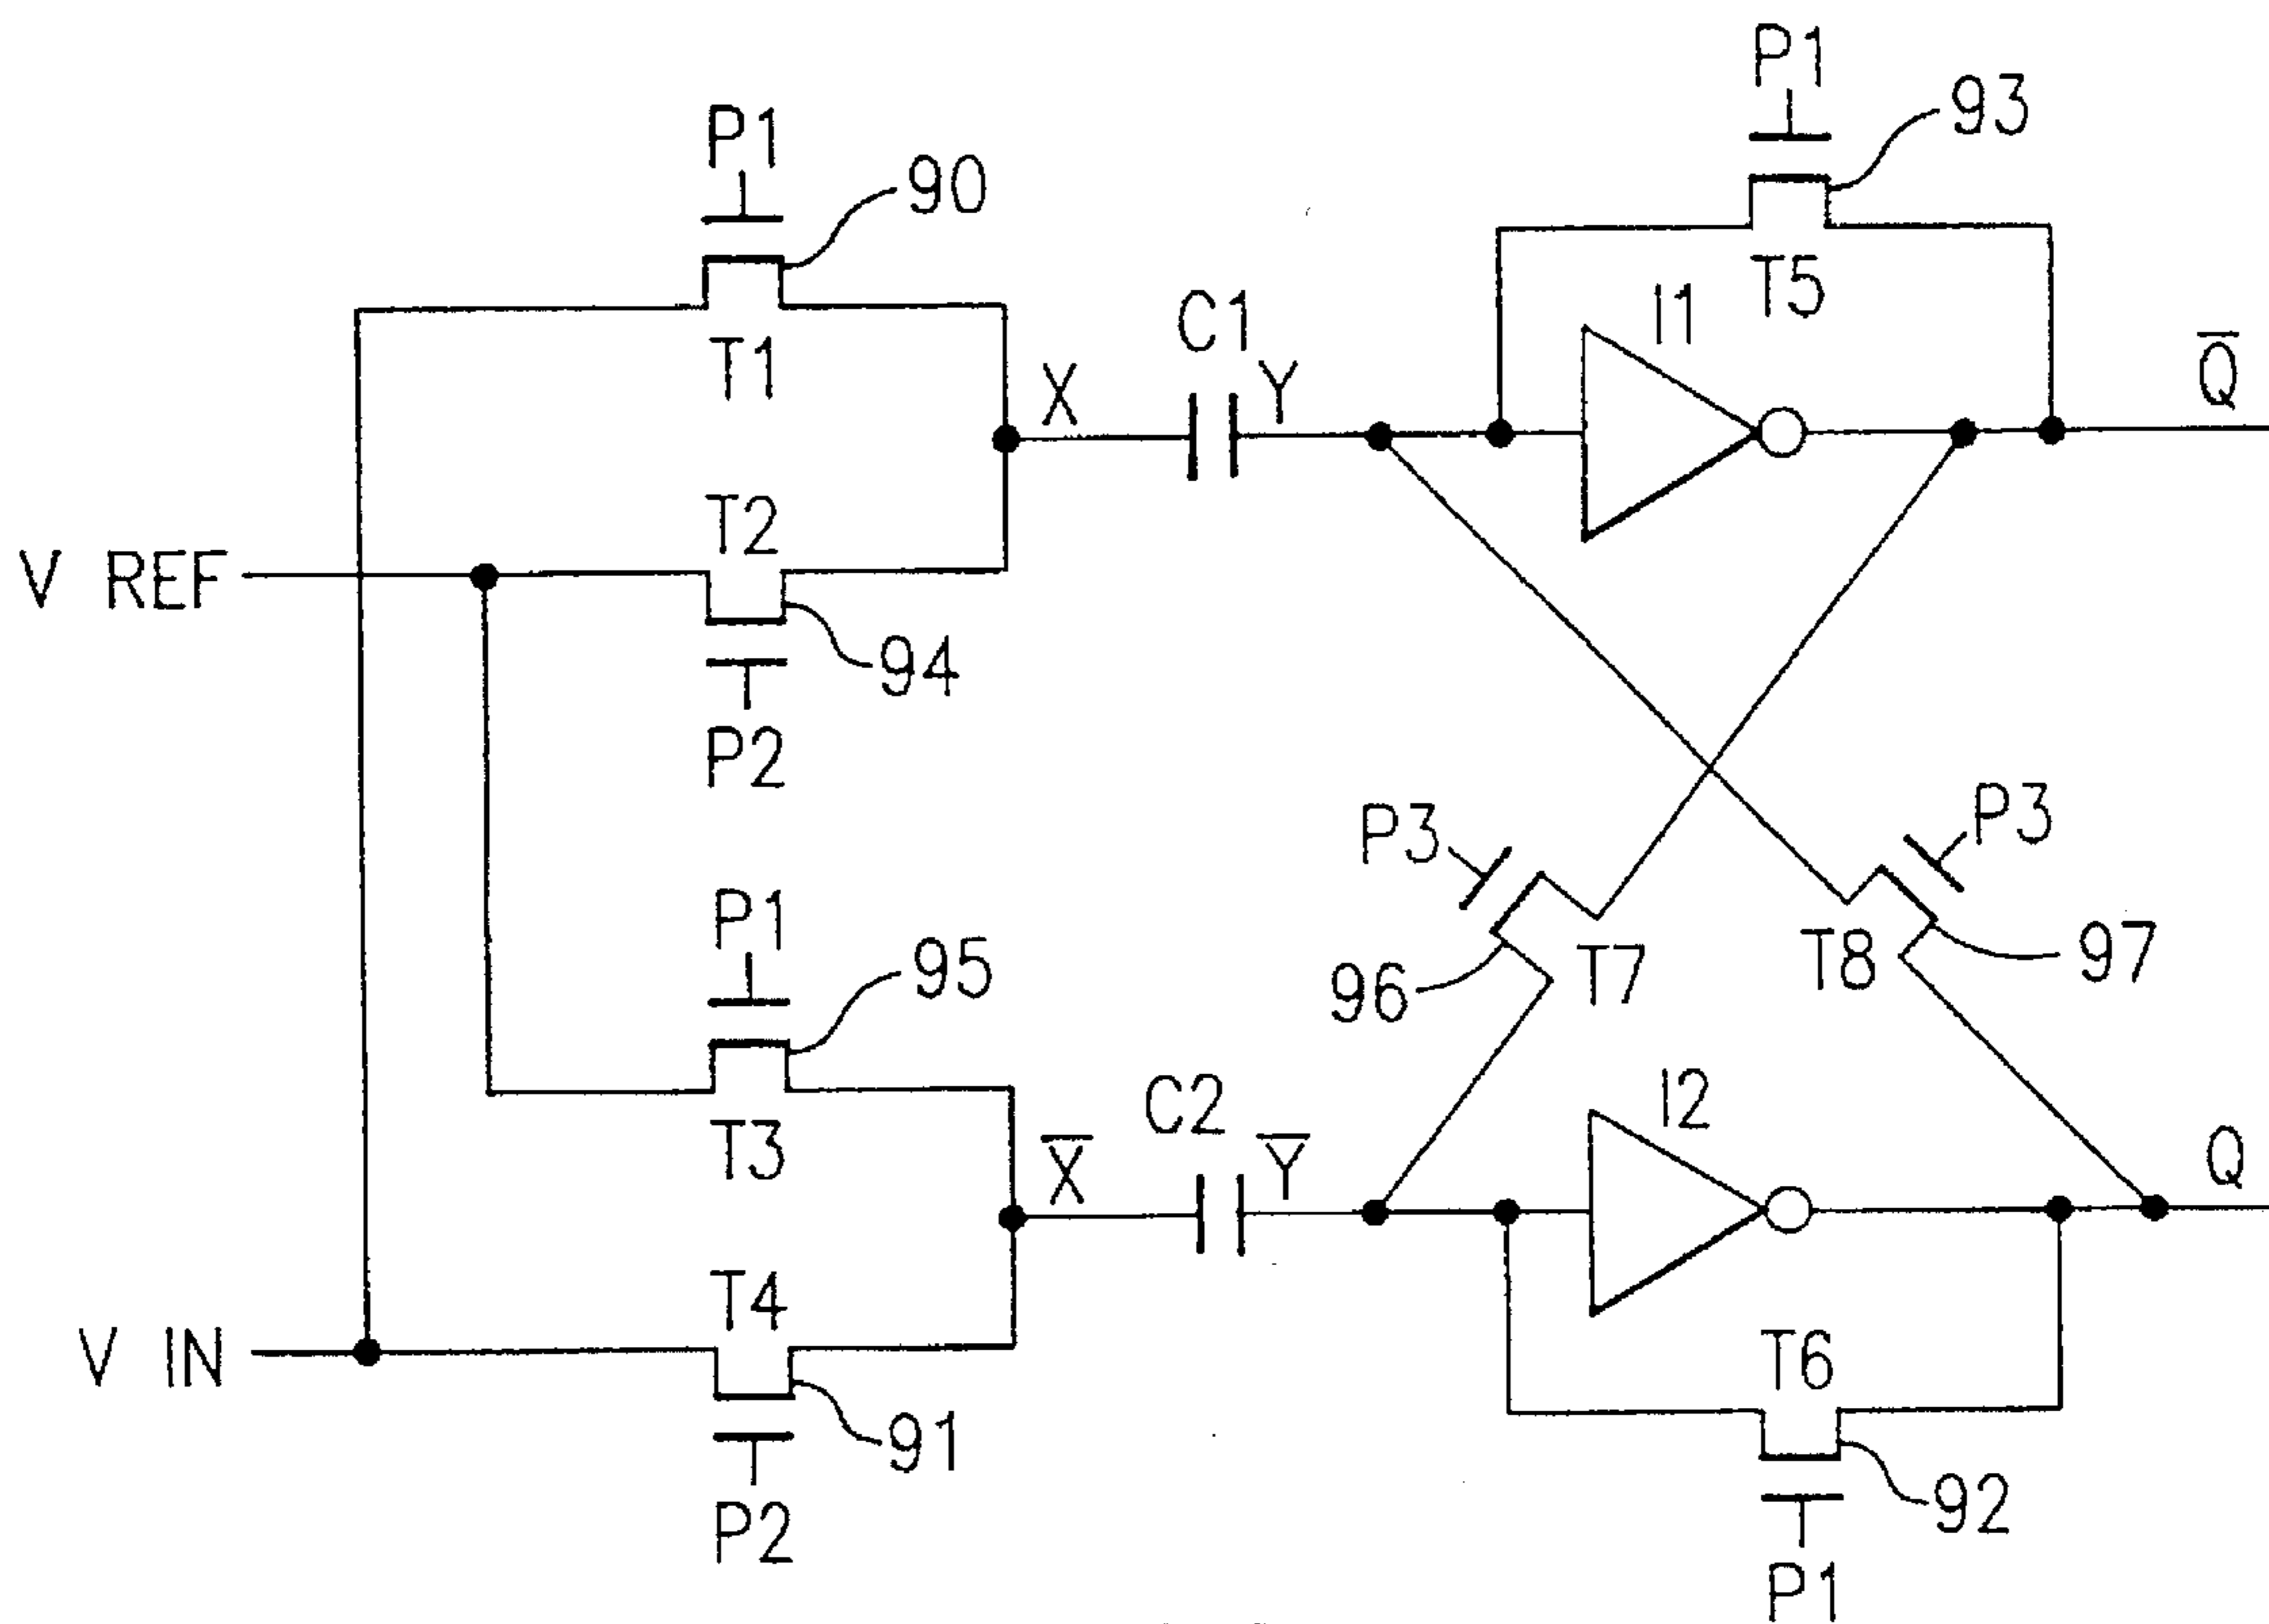 P1
93
P1
90
T5
I1
C1
Q̅
T1
X
Y
T2
V REF
94
P2
P3
P3
P1
95
T7
T8
97
96
I2
C2
T3
X̅
Y̅
Q
T4
T6
V IN
91
92
P2
P1